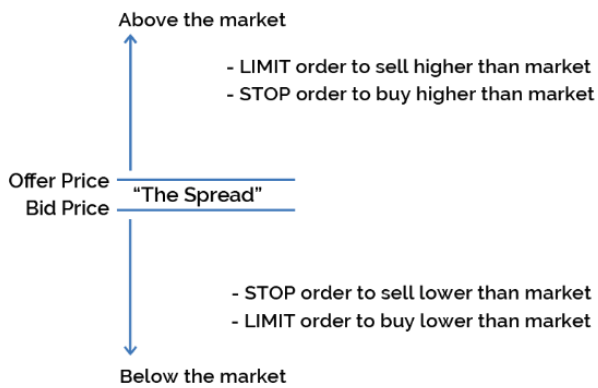 Above the market
- LIMIT order to sell higher than market
- STOP order to buy higher than market
Offer Price
"The Spread"
Bid Price
- STOP order to sell lower than market
- LIMIT order to buy lower than market
Below the market